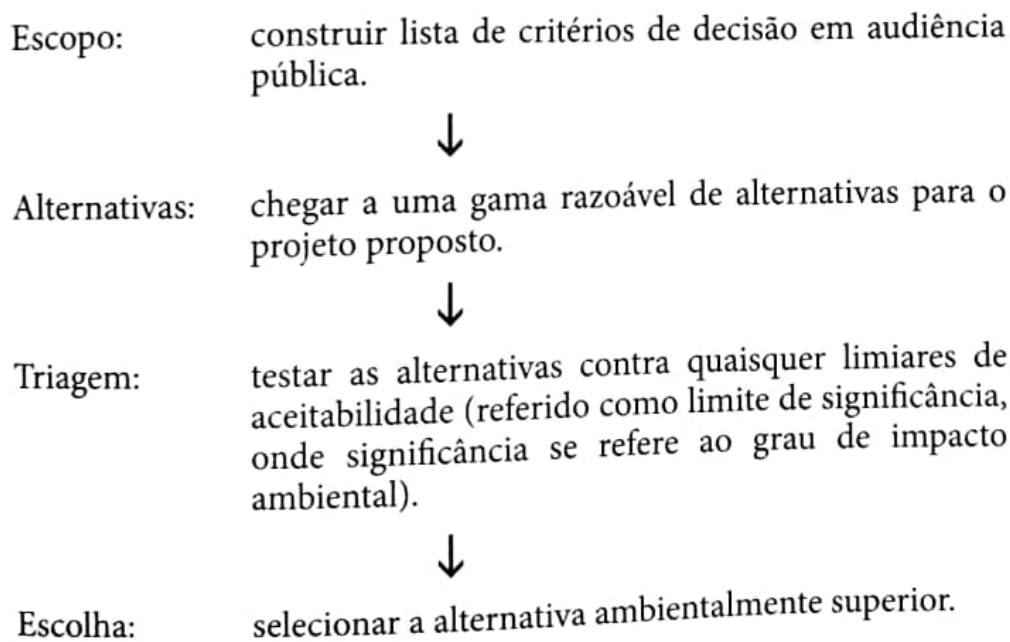 Escopo: construir lista de critérios de decisão em audiência
pública.
↓
Alternativas: chegar a uma gama razoável de alternativas para o
projeto proposto.
↓
Triagem: testar as alternativas contra quaisquer limiares de
aceitabilidade (referido como limite de significância,
onde significância se refere ao grau de impacto
ambiental).
↓
Escolha: selecionar a alternativa ambientalmente superior.